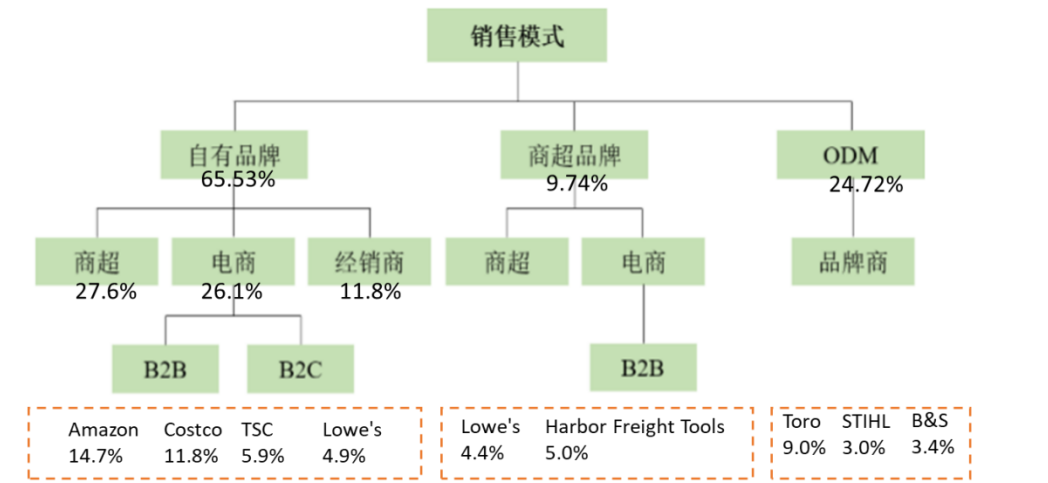 销售模式
自有品牌 商超品牌 ODM
65.53% 9.74% 24.72%
商超 电商 经销商 商超 电商 品牌商
27.6% 26.1% 11.8%
B2B B2C B2B
Amazon Costco TSC Lowe's
14.7% 11.8% 5.9% 4.9%
Lowe's Harbor Freight Tools
4.4% 5.0%
Toro STIHL B&S
9.0% 3.0% 3.4%